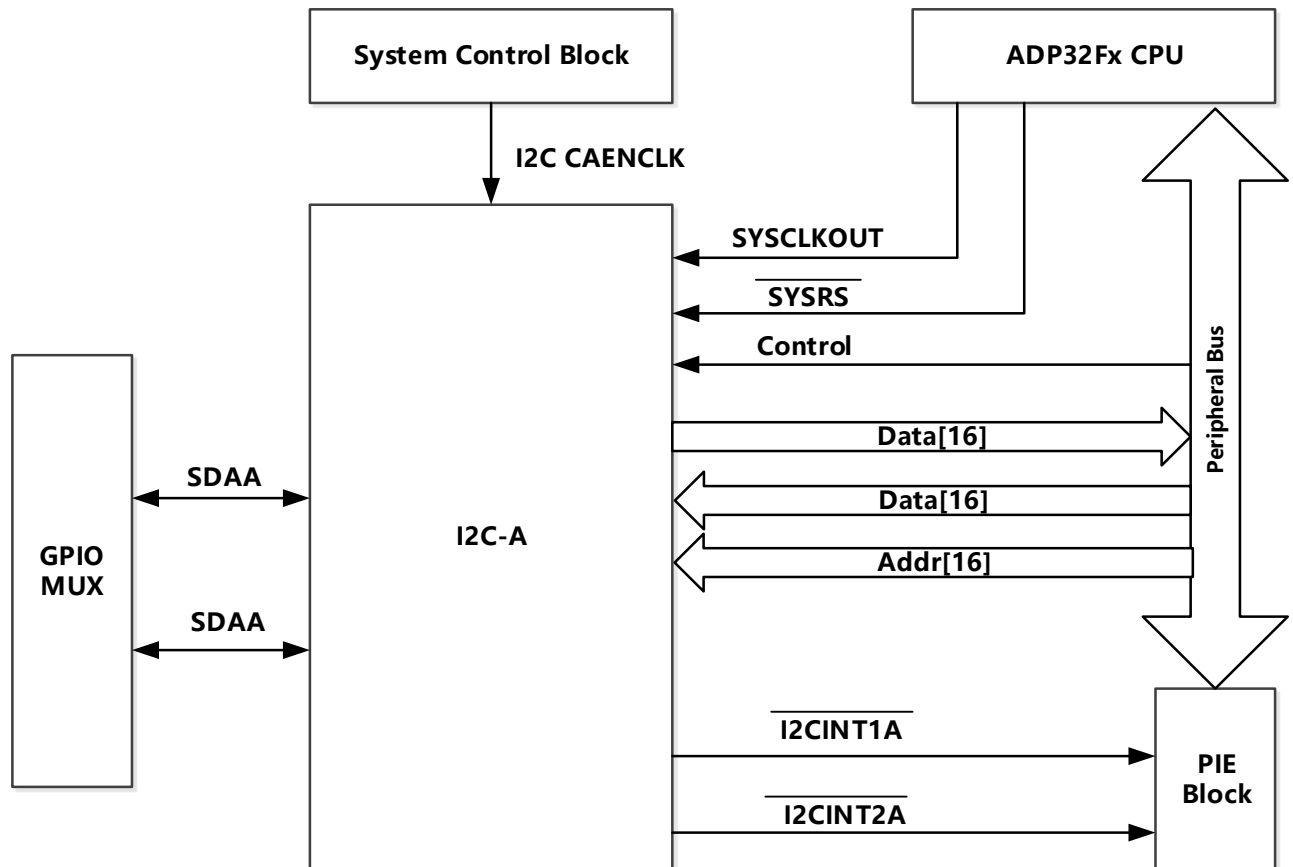 System Control Block
ADP32Fx CPU
I2C CAENCLK
SYSCLKOUT
SYSRS
Control
Peripheral Bus
Data[16]
SDAA
Data[16]
I2C-A
GPIO
MUX
Addr[16]
SDAA
I2CINT1A
PIE
Block
I2CINT2A